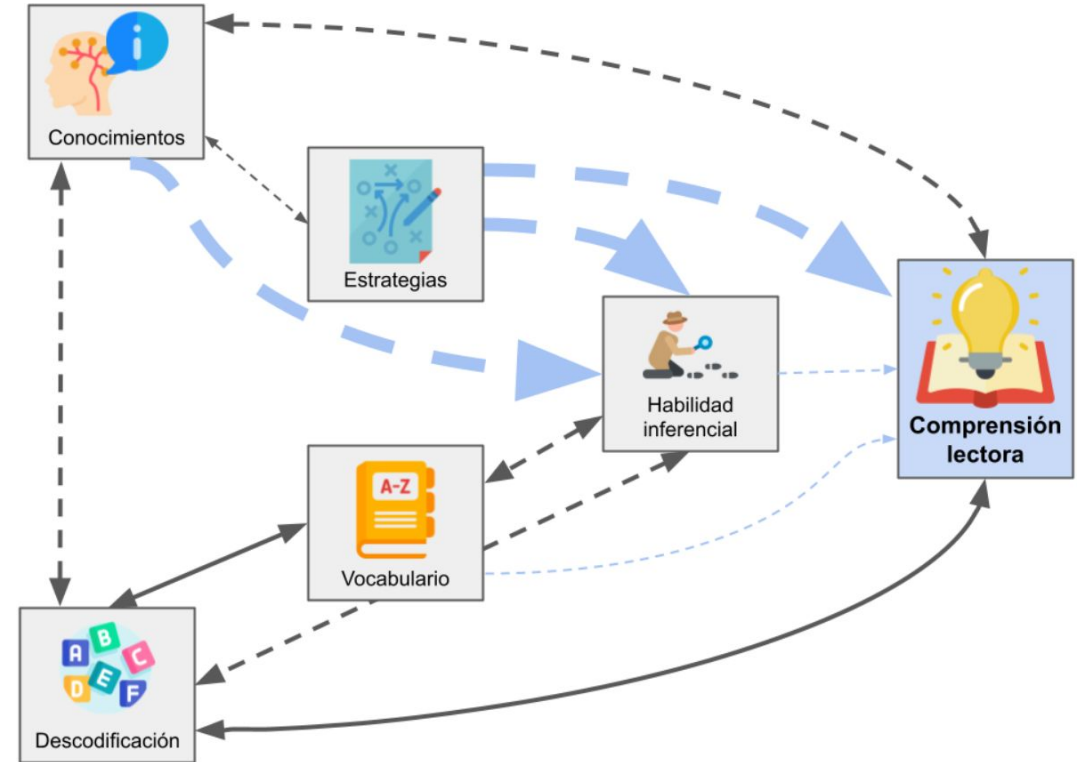 i
Conocimientos
Estrategias
Habilidad
inferencial
Comprensión
lectora
A-Z
Vocabulario
A B C
D E F
Descodificación